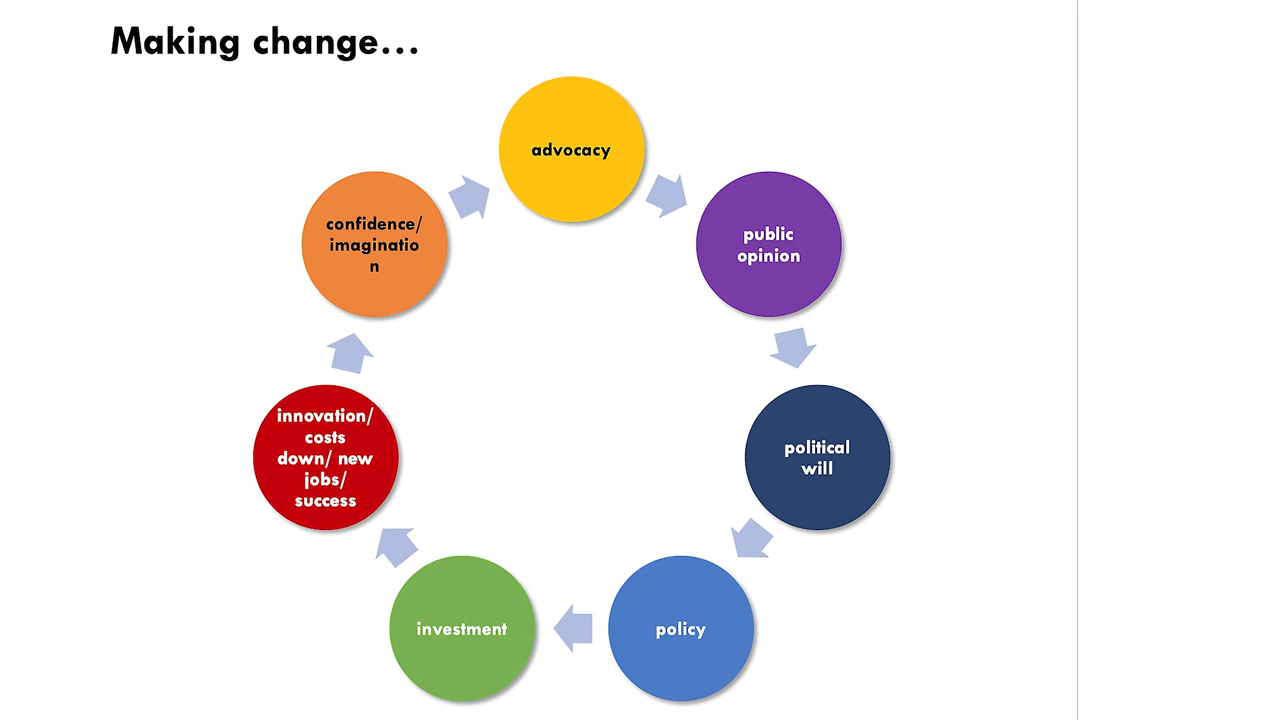 Making change...
advocacy
public
opinion
political
will
policy
investment
innovation/
costs
down/ new
jobs/
success
confidence/
imaginatio
n